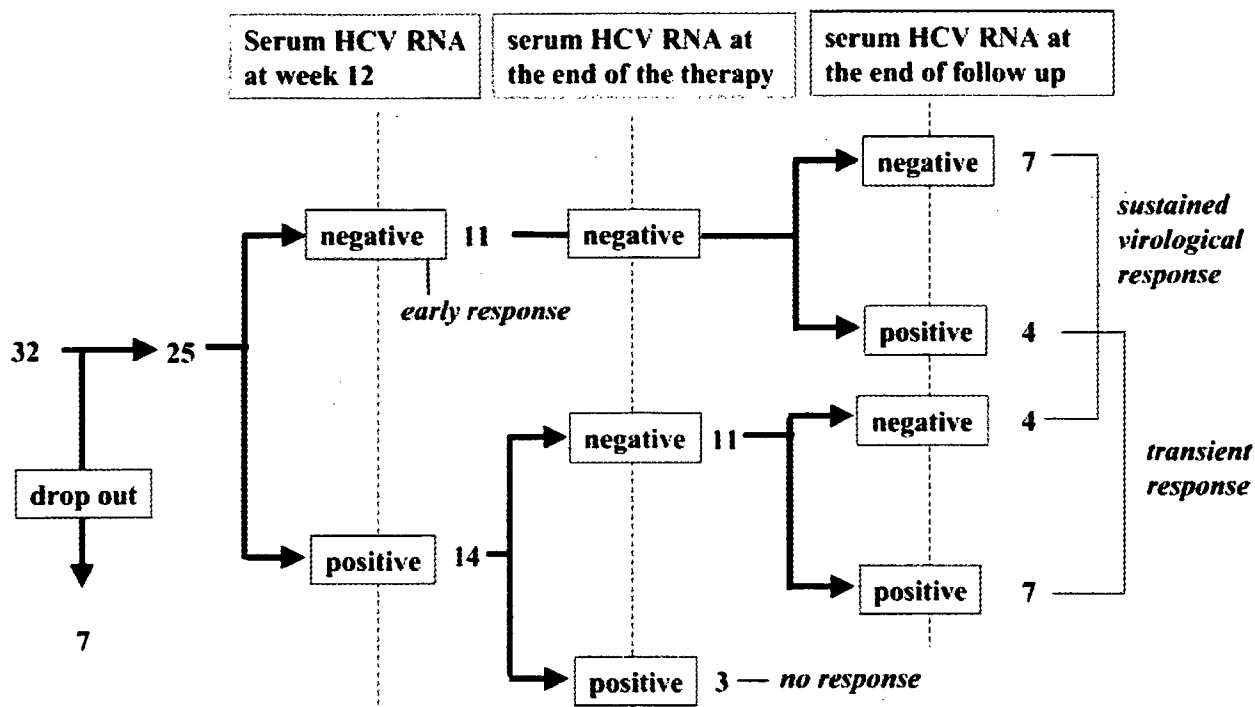 Serum HCV RNA
at week 12
serum HCV RNA at
the end of the therapy
serum HCV RNA at
the end of follow up
negative 7
sustained
virological
response
negative 11
negative
early response
positive 4
32
25
negative 11
negative 4
transient
response
drop out
positive 14
positive 7
7
positive 3 — no response